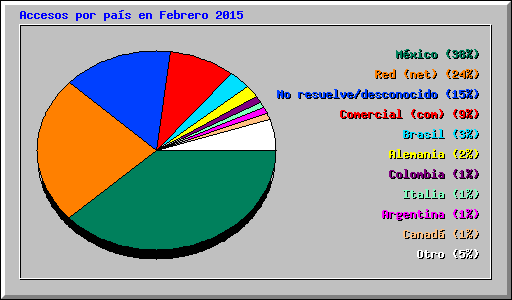 Accesos por país en Febrero 2015
México (38%)
Red (net) (24%)
No resuelve/desconocido (15%)
Comercial (com) (9%)
Brasil (3%)
Alemania (2%)
Colombia (1%)
Italia (1%)
Argentina (1%)
Canadá (1%)
Otro (5%)